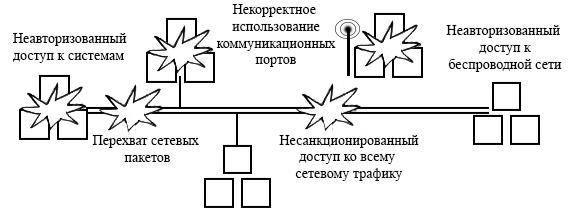 Неавторизованный
доступ к системам
Некорректное
использование
коммуникационных
портов
Неавторизованный
доступ к
беспроводной сети
Перехват сетевых
пакетов
Несанкционированный
доступ ко всему
сетевому трафику